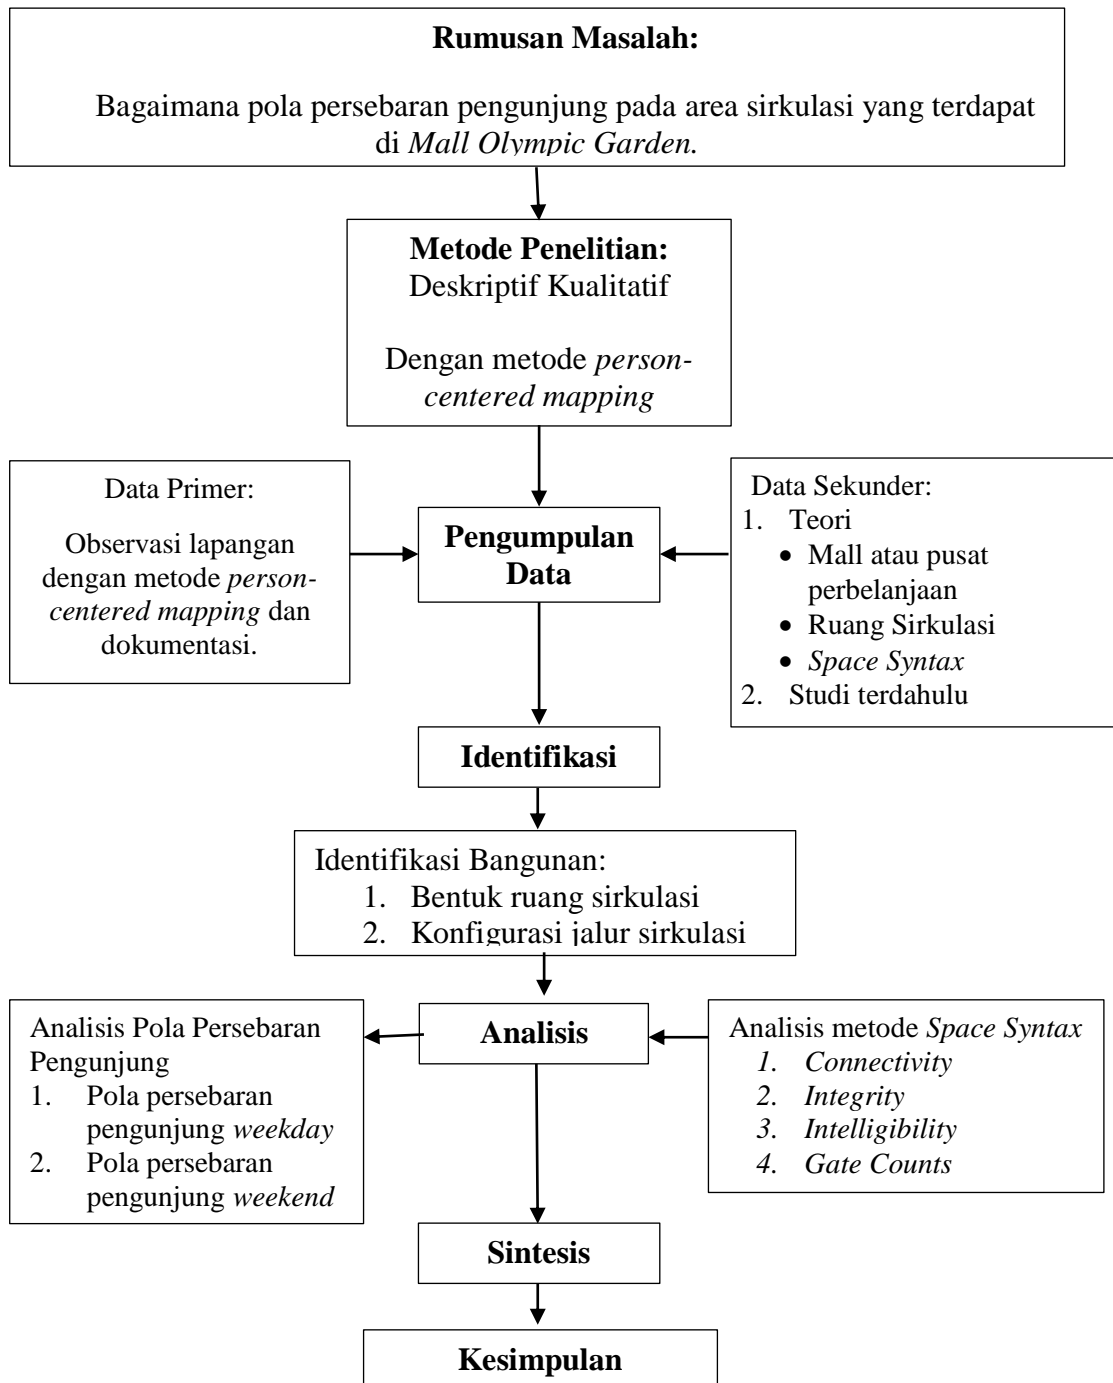 Rumusan Masalah:
Bagaimana pola persebaran pengunjung pada area sirkulasi yang terdapat
di Mall Olympic Garden.
Metode Penelitian:
Deskriptif Kualitatif
Dengan metode person-
centered mapping
Data Primer:
Observasi lapangan
dengan metode person-
centered mapping dan
dokumentasi.
Pengumpulan
Data
Data Sekunder:
1. Teori
• Mall atau pusat
perbelanjaan
• Ruang Sirkulasi
• Space Syntax
2. Studi terdahulu
Identifikasi
Identifikasi Bangunan:
1. Bentuk ruang sirkulasi
2. Konfigurasi jalur sirkulasi
Analisis Pola Persebaran
Pengunjung
1. Pola persebaran
pengunjung weekday
2. Pola persebaran
pengunjung weekend
Analisis
Analisis metode Space Syntax
1. Connectivity
2. Integrity
3. Intelligibility
4. Gate Counts
Sintesis
Kesimpulan